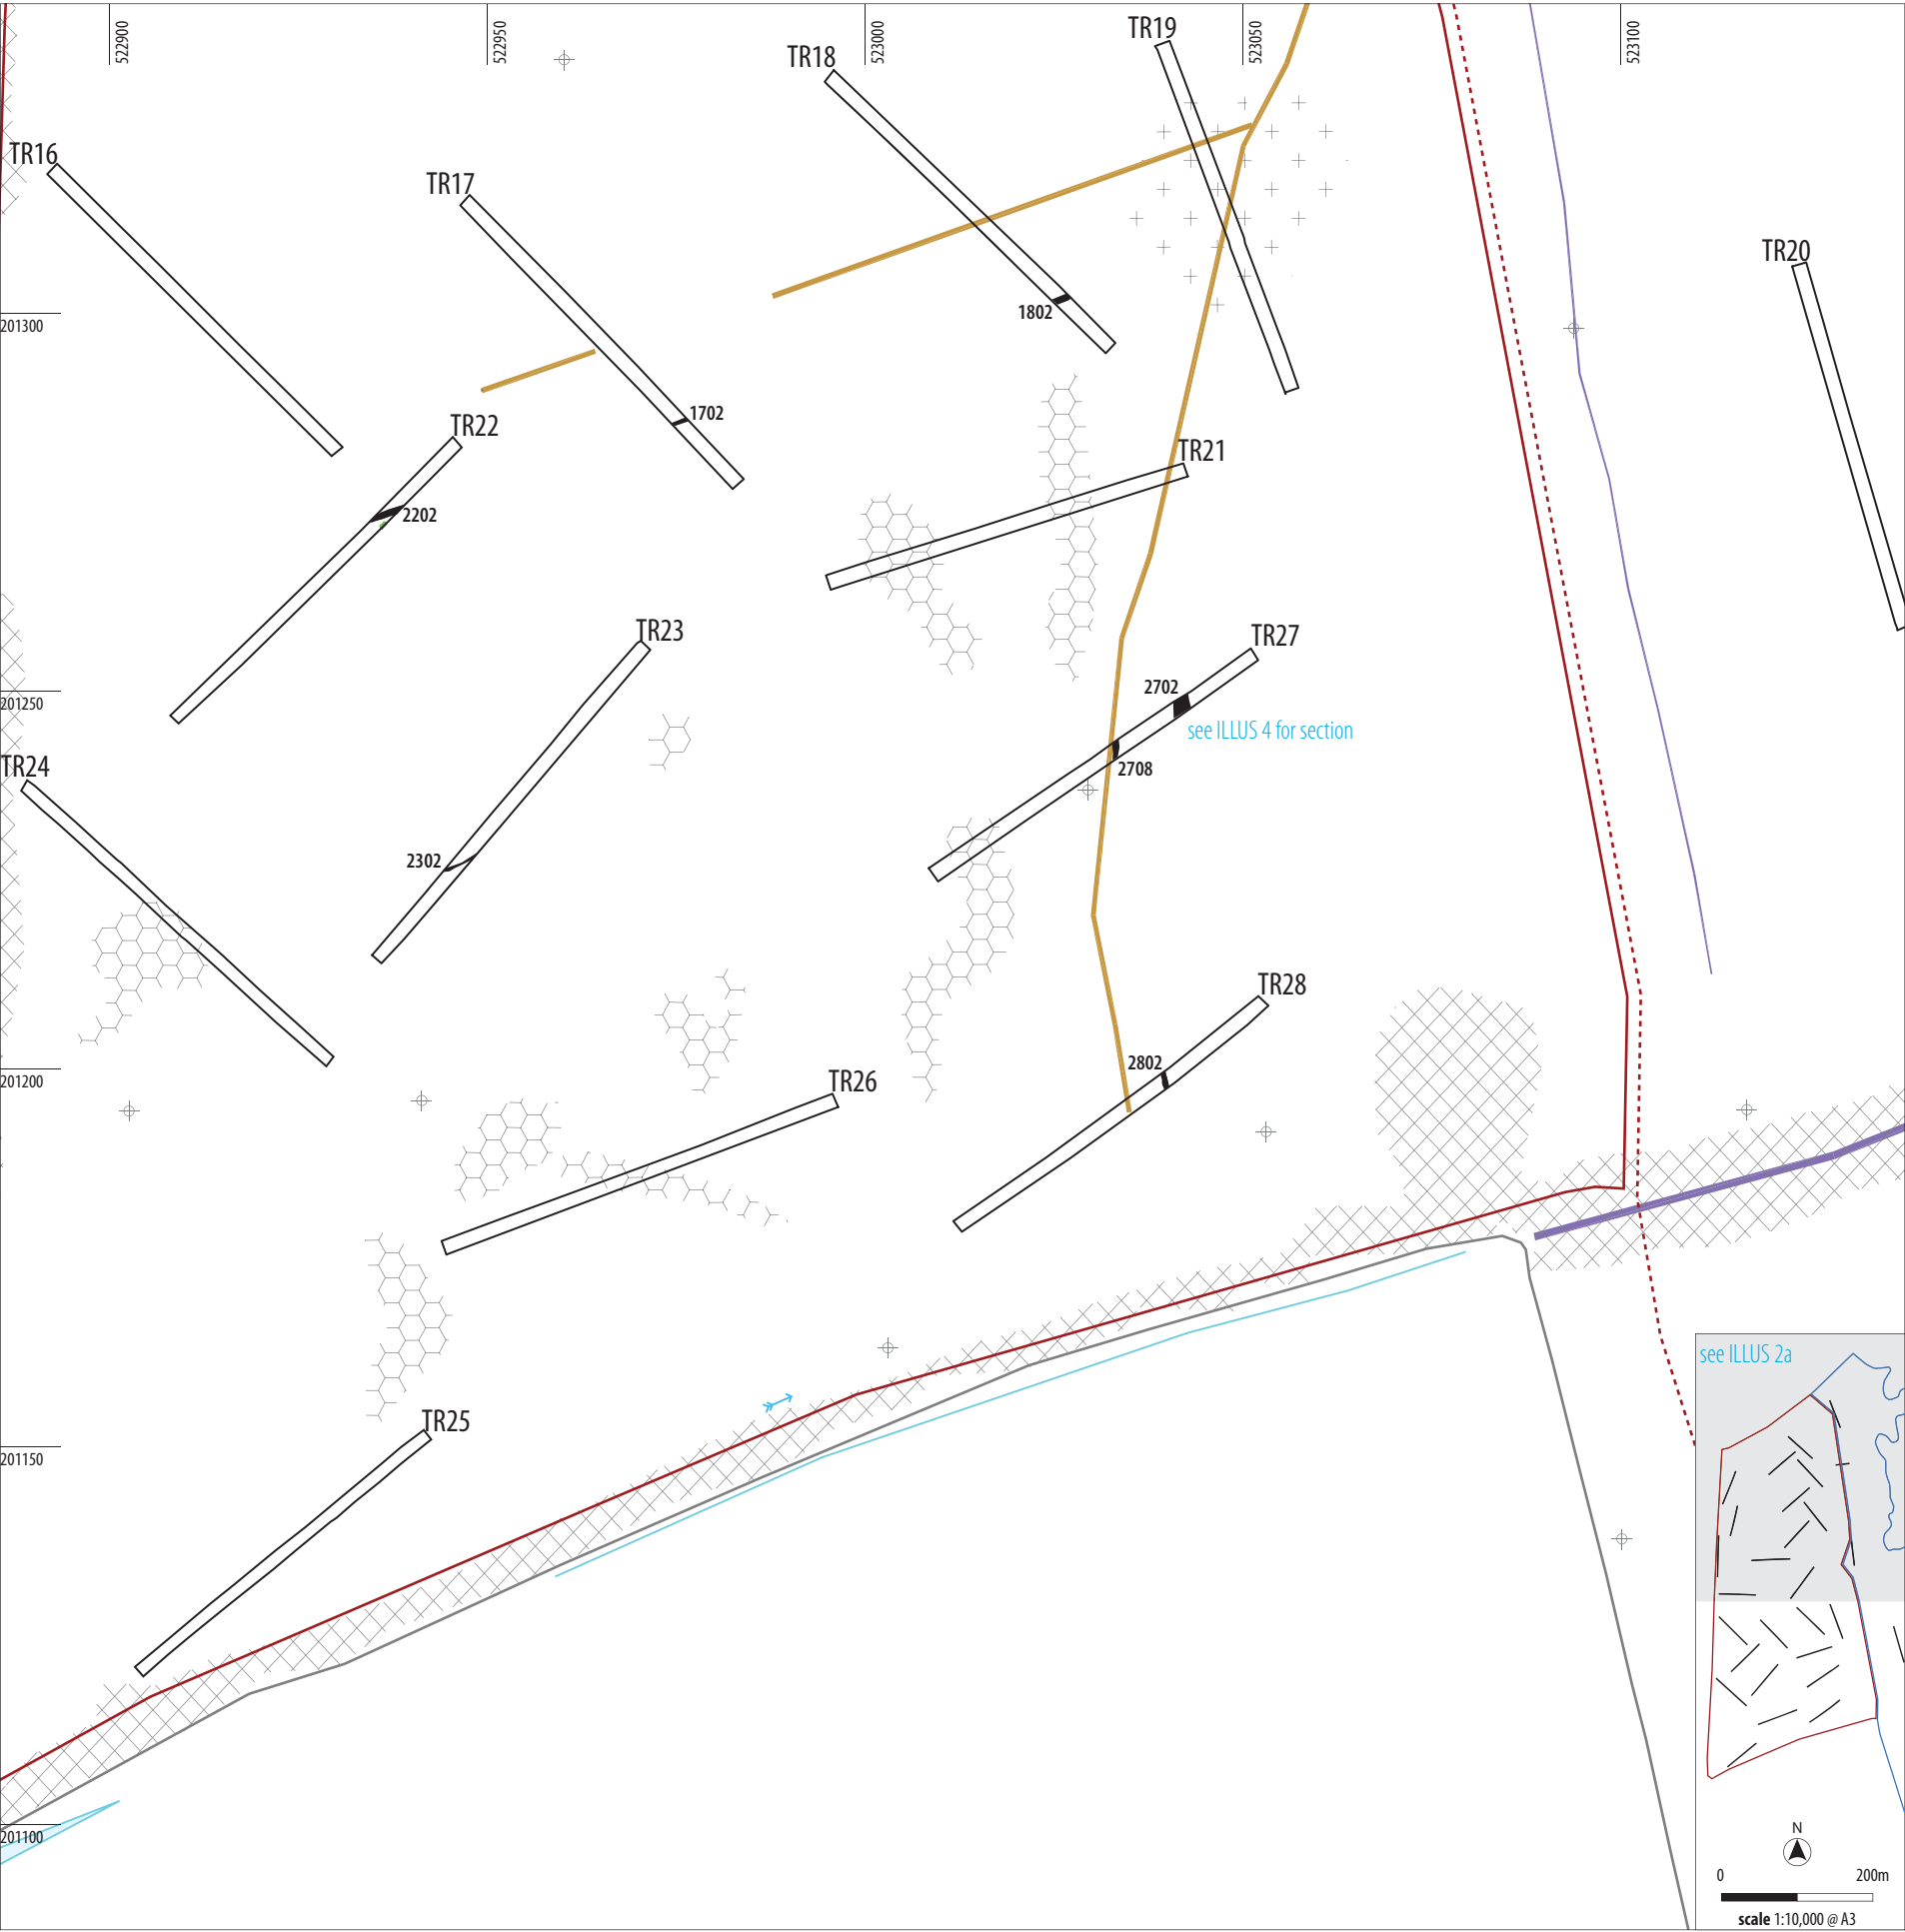 522900
522950
523000
523050
523100
TR19
TR18
TR16
TR17
TR20
1802
201300
1702
TR22
TR21
2202
TR23
TR27
2702
201250
see ILLUS 4 for section
TR24
2708
2302
TR28
2802
201200
TR26
see ILLUS 2a
TR25
201150
N
201100
0 200m
scale 1:10,000 @ A3